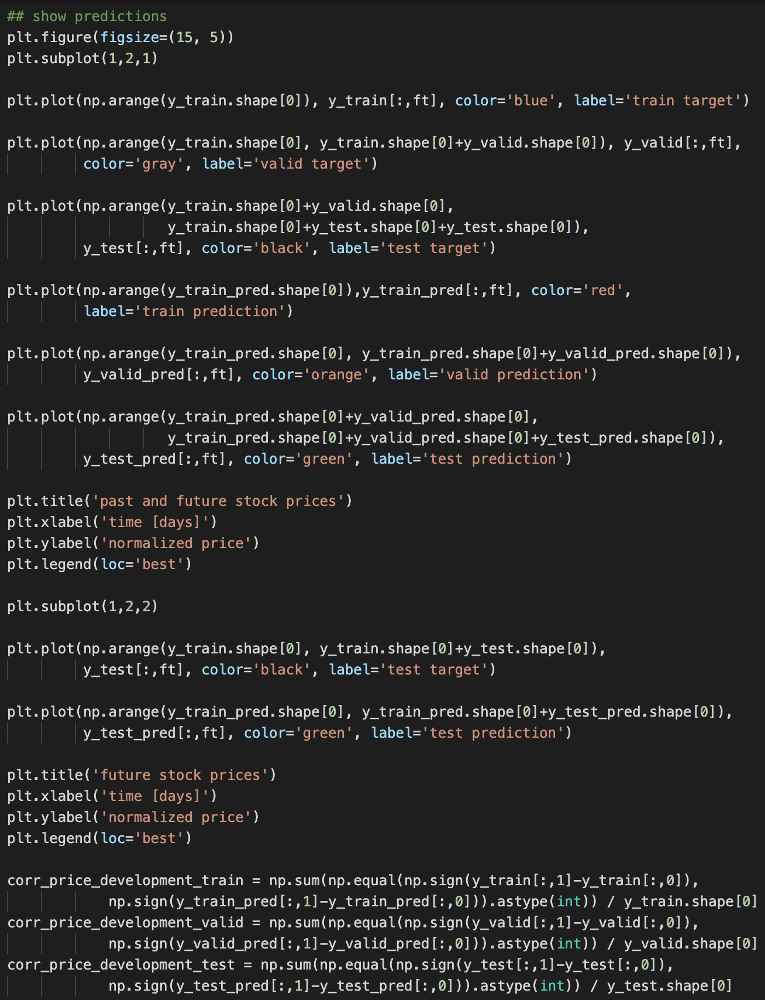 ## show predictions
plt.figure(figsize=(15, 5))
plt.subplot(1,2,1)
plt.plot(np.arange(y_train.shape[0]), y_train[:,ft], color='blue', label='train target')
plt.plot(np.arange(y_train.shape[0], y_train.shape[0]+y_valid.shape[0]), y_valid[:,ft],
color='gray', label='valid target')
plt.plot(np.arange(y_train.shape[0]+y_valid.shape[0],
y_train.shape[0]+y_test.shape[0]+y_test.shape[0]),
y_test[:,ft], color='black', label='test target')
plt.plot(np.arange(y_train_pred.shape[0]),y_train_pred[:,ft], color='red',
label='train prediction')
plt.plot(np.arange(y_train_pred.shape[0], y_train_pred.shape[0]+y_valid_pred.shape[0]),
y_valid_pred[:,ft], color='orange', label='valid prediction')
plt.plot(np.arange(y_train_pred.shape[0]+y_valid_pred.shape[0],
y_train_pred.shape[0]+y_valid_pred.shape[0]+y_test_pred.shape[0]),
y_test_pred[:,ft], color='green', label='test prediction')
plt.title('past and future stock prices')
plt.xlabel('time [days]')
plt.ylabel('normalized price')
plt.legend(loc='best')
plt.subplot(1,2,2)
plt.plot(np.arange(y_train.shape[0], y_train.shape[0]+y_test.shape[0]),
y_test[:,ft], color='black', label='test target')
plt.plot(np.arange(y_train_pred.shape[0], y_train_pred.shape[0]+y_test_pred.shape[0]),
y_test_pred[:,ft], color='green', label='test prediction')
plt.title('future stock prices')
plt.xlabel('time [days]')
plt.ylabel('normalized price')
plt.legend(loc='best')
corr_price_development_train = np.sum(np.equal(np.sign(y_train[:,1]-y_train[:,0]),
np.sign(y_train_pred[:,1]-y_train_pred[:,0])).astype(int)) / y_train.shape[0]
corr_price_development_valid = np.sum(np.equal(np.sign(y_valid[:,1]-y_valid[:,0]),
np.sign(y_valid_pred[:,1]-y_valid_pred[:,0])).astype(int)) / y_valid.shape[0]
corr_price_development_test = np.sum(np.equal(np.sign(y_test[:,1]-y_test[:,0]),
np.sign(y_test_pred[:,1]-y_test_pred[:,0])).astype(int)) / y_test.shape[0]